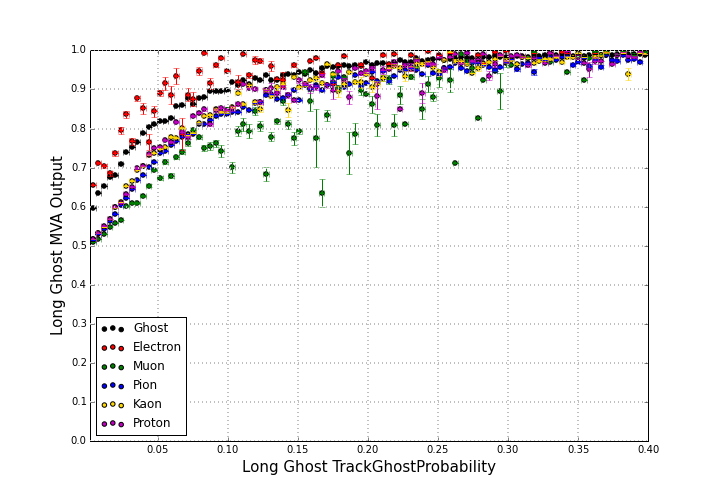 1.0
0.9
0.8
0.7
0.6
0.5
0.4
0.3
0.2
0.1
0.0
Long Ghost MVA Output
Ghost
Electron
Muon
Pion
Kaon
Proton
0.05 0.10 0.15 0.20 0.25 0.30 0.35 0.40
Long Ghost TrackGhostProbability